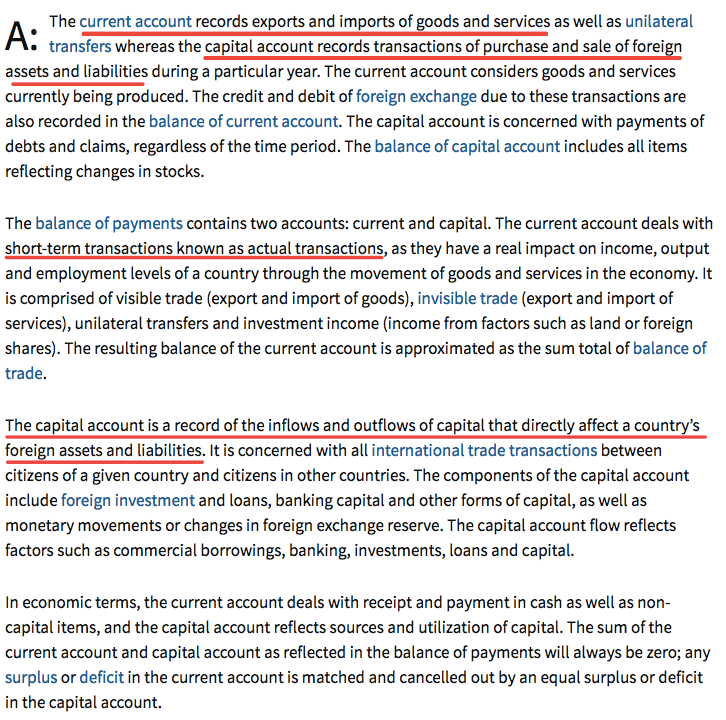 A: The current account records exports and imports of goods and services as well as unilateral
transfers whereas the capital account records transactions of purchase and sale of foreign
assets and liabilities during a particular year. The current account considers goods and services
currently being produced. The credit and debit of foreign exchange due to these transactions are
also recorded in the balance of current account. The capital account is concerned with payments of
debts and claims, regardless of the time period. The balance of capital account includes all items
reflecting changes in stocks.
The balance of payments contains two accounts: current and capital. The current account deals with
short-term transactions known as actual transactions, as they have a real impact on income, output
and employment levels of a country through the movement of goods and services in the economy. It
is comprised of visible trade (export and import of goods), invisible trade (export and import of
services), unilateral transfers and investment income (income from factors such as land or foreign
shares). The resulting balance of the current account is approximated as the sum total of balance of
trade.
The capital account is a record of the inflows and outflows of capital that directly affect a country’s
foreign assets and liabilities. It is concerned with all international trade transactions between
citizens of a given country and citizens in other countries. The components of the capital account
include foreign investment and loans, banking capital and other forms of capital, as well as
monetary movements or changes in foreign exchange reserve. The capital account flow reflects
factors such as commercial borrowings, banking, investments, loans and capital.
In economic terms, the current account deals with receipt and payment in cash as well as non-
capital items, and the capital account reflects sources and utilization of capital. The sum of the
current account and capital account as reflected in the balance of payments will always be zero; any
surplus or deficit in the current account is matched and cancelled out by an equal surplus or deficit
in the capital account.